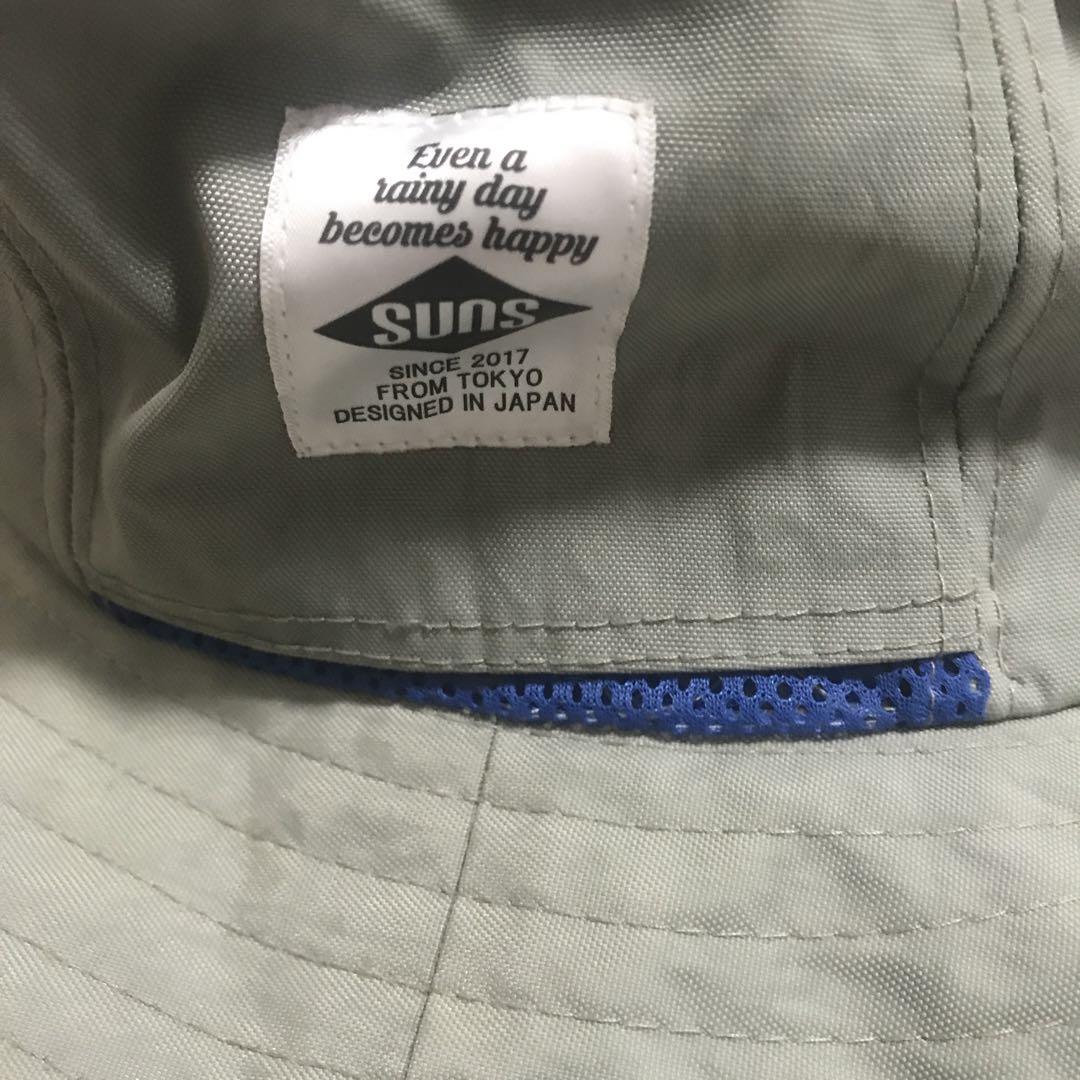 Even a
rainy day
becomes happy
SUNS
SINCE 2017
FROM TOKYO
DESIGNED IN JAPAN